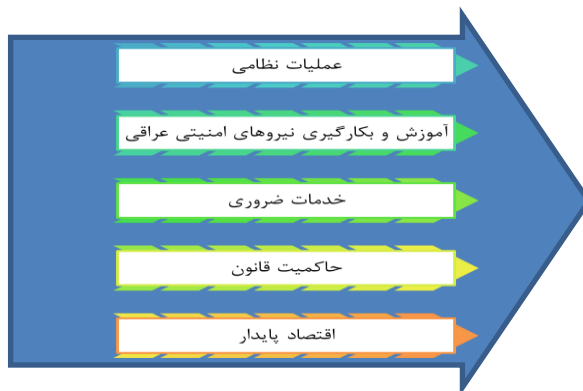 عملیات نظامی
آموزش و بکارگیری نیروهای امنیتی عراقی
خدمات ضروری
حاکمیت قانون
اقتصاد پایدار